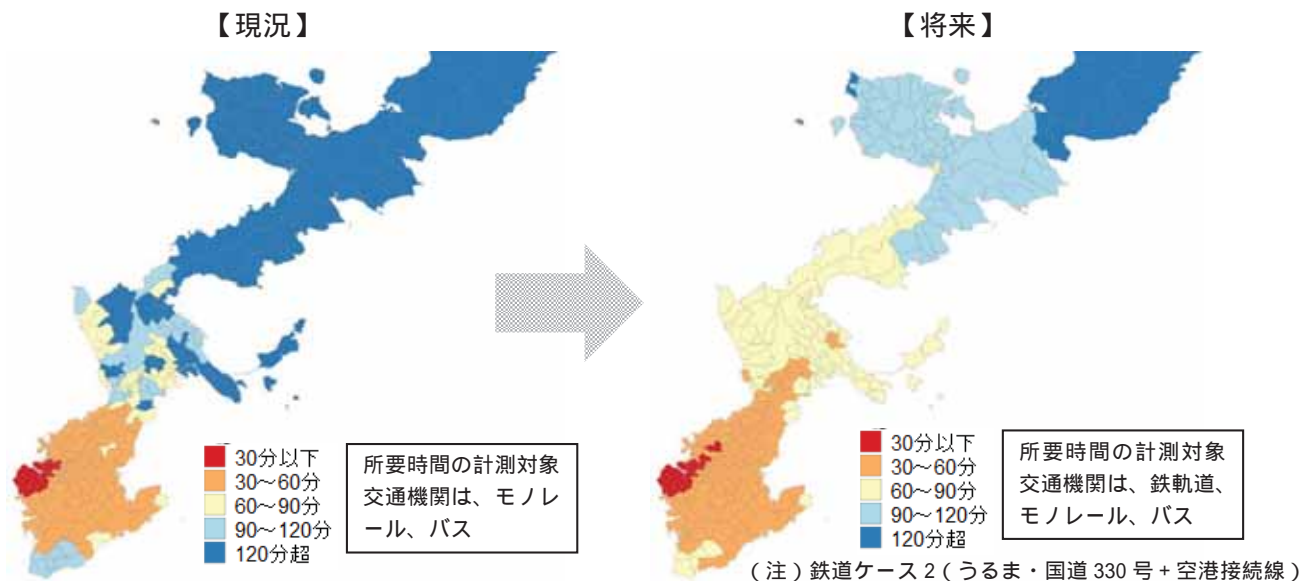 【現況】
30分以下
30～60分
60～90分
90～120分
120分超
所要時間の計測対象
交通機関は、モノレ
ール、バス
【将来】
30分以下
30～60分
60～90分
90～120分
120分超
所要時間の計測対象
交通機関は、鉄軌道、
モノレール、バス
（注）鉄道ケース2（うるま・国道330号+空港接続線）